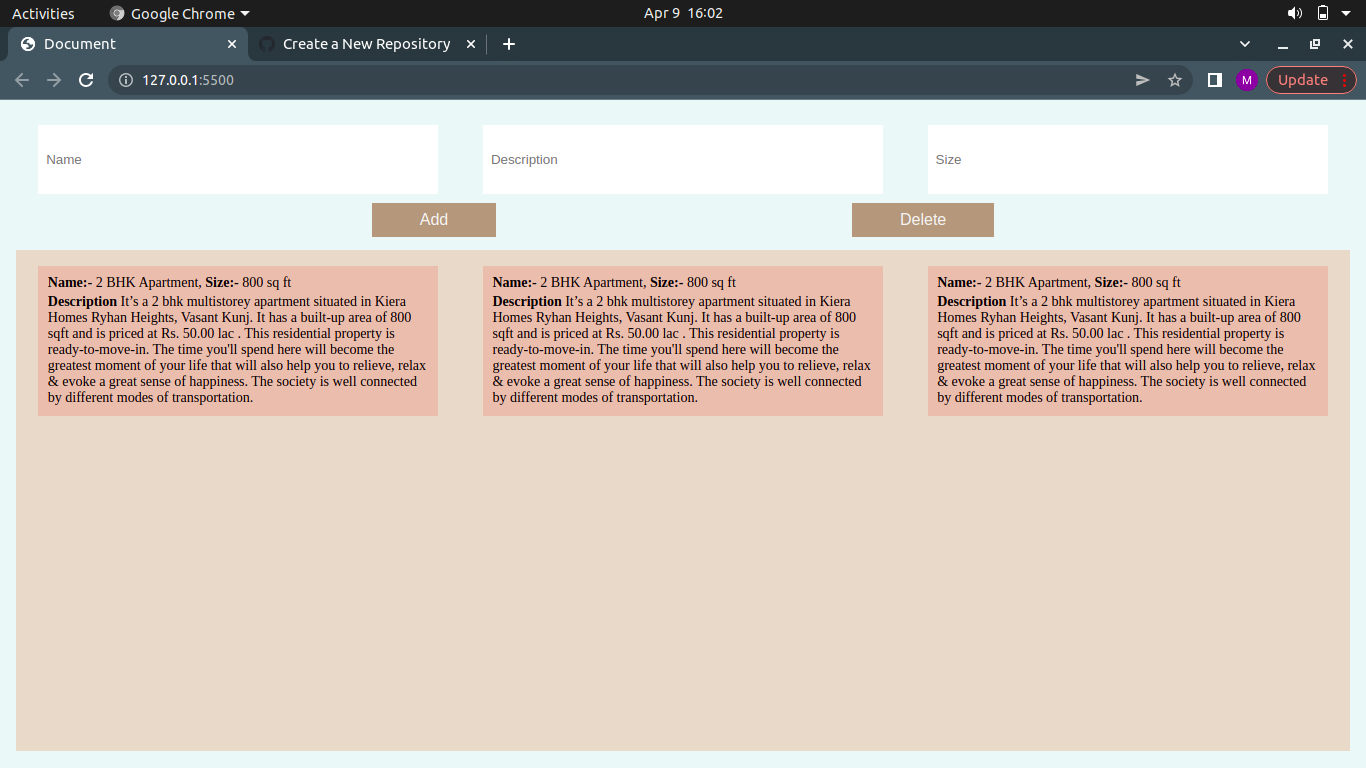 Activities Google Chrome Apr 9 16:02
Document Create a New Repository
127.0.0.1:5500 M Update
Name Description Size
Add Delete
Name:- 2 BHK Apartment, Size:- 800 sq ft
Description It’s a 2 bhk multistorey apartment situated in Kiera
Homes Ryhan Heights, Vasant Kunj. It has a built-up area of 800
sqft and is priced at Rs. 50.00 lac . This residential property is
ready-to-move-in. The time you'll spend here will become the
greatest moment of your life that will also help you to relieve, relax
& evoke a great sense of happiness. The society is well connected
by different modes of transportation.
Name:- 2 BHK Apartment, Size:- 800 sq ft
Description It’s a 2 bhk multistorey apartment situated in Kiera
Homes Ryhan Heights, Vasant Kunj. It has a built-up area of 800
sqft and is priced at Rs. 50.00 lac . This residential property is
ready-to-move-in. The time you'll spend here will become the
greatest moment of your life that will also help you to relieve, relax
& evoke a great sense of happiness. The society is well connected
by different modes of transportation.
Name:- 2 BHK Apartment, Size:- 800 sq ft
Description It’s a 2 bhk multistorey apartment situated in Kiera
Homes Ryhan Heights, Vasant Kunj. It has a built-up area of 800
sqft and is priced at Rs. 50.00 lac . This residential property is
ready-to-move-in. The time you'll spend here will become the
greatest moment of your life that will also help you to relieve, relax
& evoke a great sense of happiness. The society is well connected
by different modes of transportation.